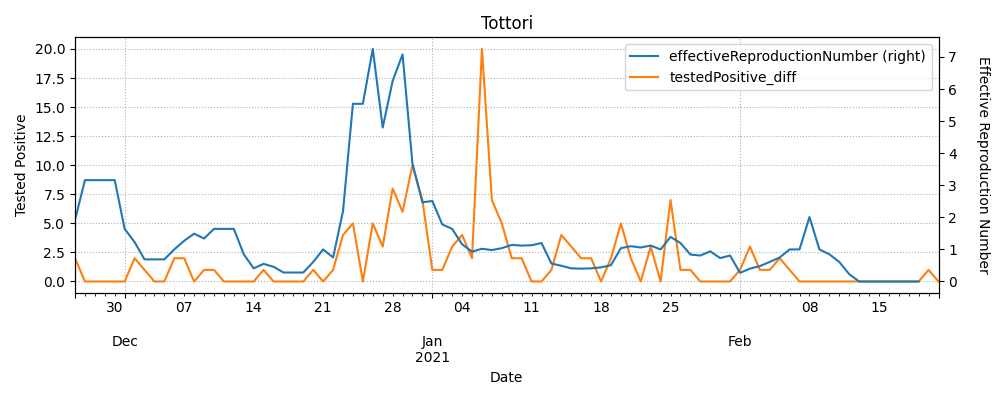 Tottori
effectiveReproductionNumber (right)
testedPositive_diff
Tested Positive
20.0
17.5
15.0
12.5
10.0
7.5
5.0
2.5
0.0
Effective Reproduction Number
7
6
5
4
3
2
1
0
30 07 14 21 28 04 11 18 25 08 15
Dec Jan Feb
2021
Date